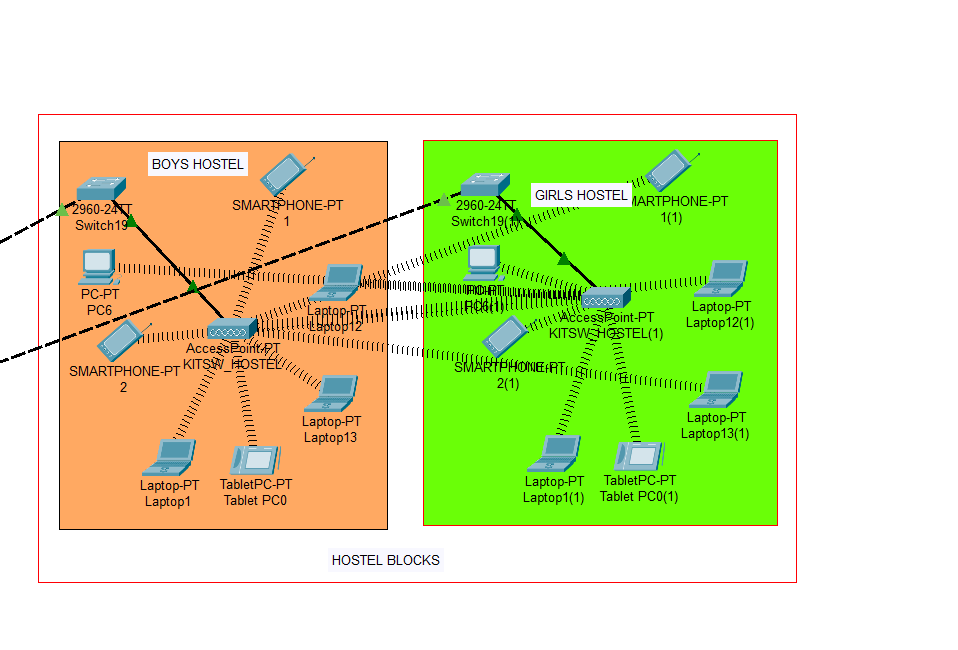 BOYS HOSTEL
2960-24TT
Switch19
SMARTPHONE-PT
1
PC-PT
PC6
Laptop-PT
Laptop12
SMARTPHONE-PT
2
AccessPoint-PT
KITSW_HOSTEL
Laptop-PT
Laptop13
Laptop-PT
Laptop1
TabletPC-PT
Tablet PC0
GIRLS HOSTEL
2960-24TT
Switch19(1)
MARTPHONE-PT
1(1)
PC-PT
PC6(1)
AccessPoint-PT
KITSW_HOSTEL(1)
Laptop-PT
Laptop12(1)
SMARTPHONE-PT
2(1)
Laptop-PT
Laptop13(1)
Laptop-PT
Laptop1(1)
TabletPC-PT
Tablet PC0(1)
HOSTEL BLOCKS